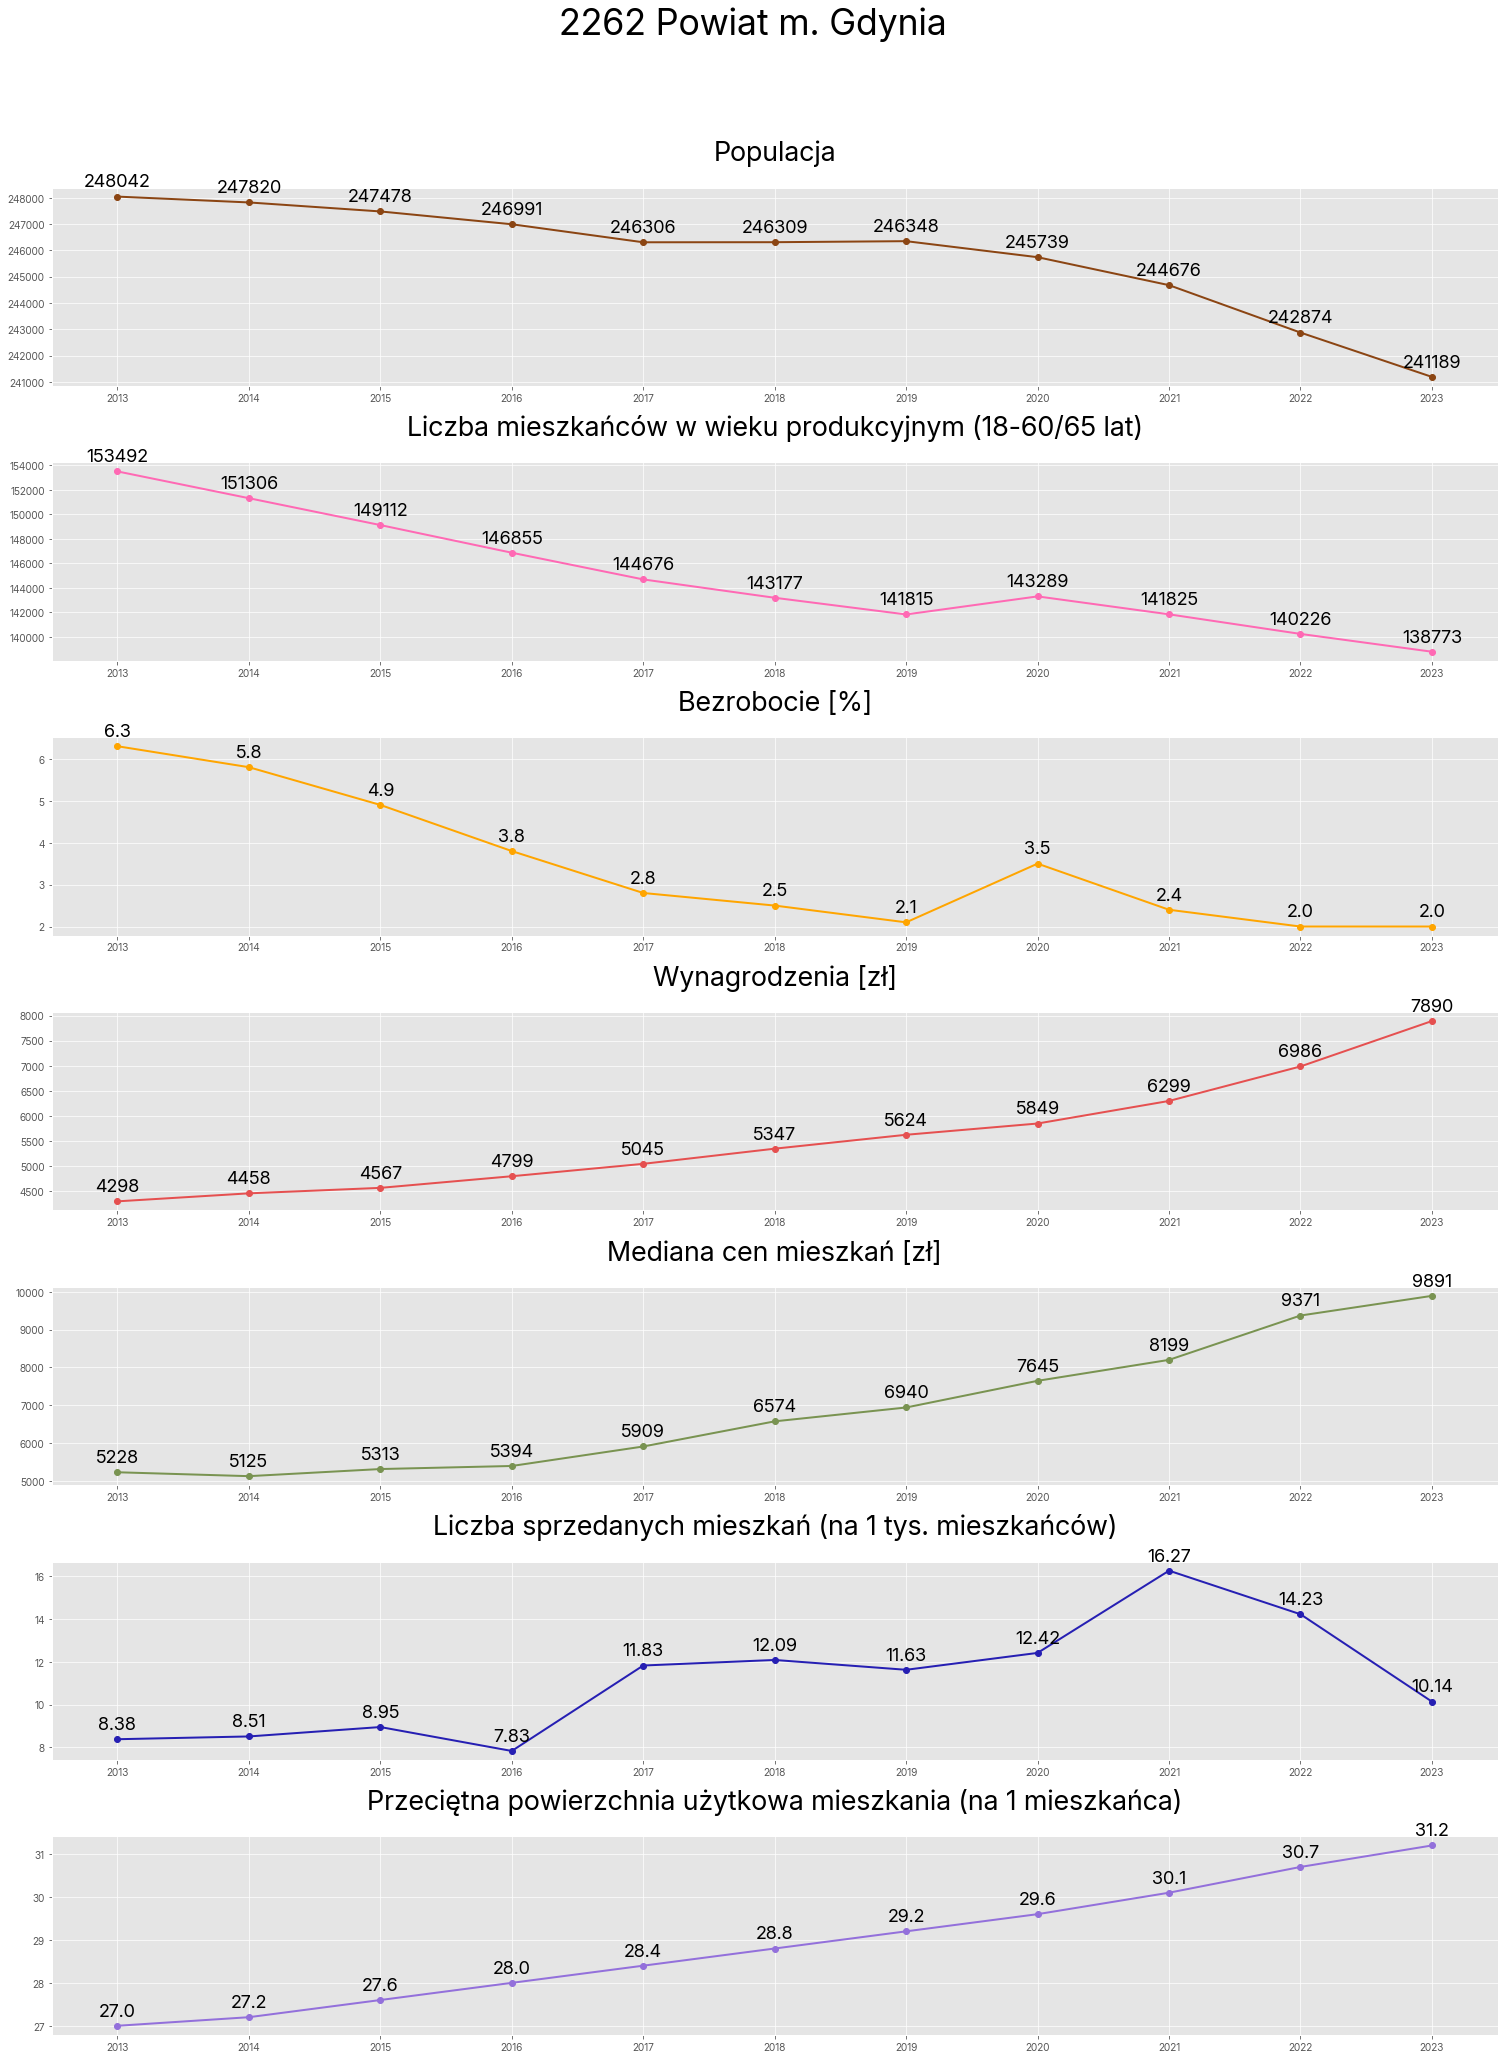 2262 Powiat m. Gdynia
Populacja
248042 247820 247478 246991 246306 246309 246348 245739 244676 242874 241189
248000
247000
246000
245000
244000
243000
242000
241000
2013 2014 2015 2016 2017 2018 2019 2020 2021 2022 2023
Liczba mieszkańców w wieku produkcyjnym (18-60/65 lat)
153492 151306 149112 146855 144676 143177 141815 143289 141825 140226 138773
154000
152000
150000
148000
146000
144000
142000
140000
2013 2014 2015 2016 2017 2018 2019 2020 2021 2022 2023
Bezrobocie [%]
6.3 5.8 4.9 3.8 2.8 2.5 2.1 3.5 2.4 2.0 2.0
6
5
4
3
2
2013 2014 2015 2016 2017 2018 2019 2020 2021 2022 2023
Wynagrodzenia [zł]
4298 4458 4567 4799 5045 5347 5624 5849 6299 6986 7890
8000
7500
7000
6500
6000
5500
5000
4500
2013 2014 2015 2016 2017 2018 2019 2020 2021 2022 2023
Mediana cen mieszkań [zł]
5228 5125 5313 5394 5909 6574 6940 7645 8199 9371 9891
10000
9000
8000
7000
6000
5000
2013 2014 2015 2016 2017 2018 2019 2020 2021 2022 2023
Liczba sprzedanych mieszkań (na 1 tys. mieszkańców)
8.38 8.51 8.95 7.83 11.83 12.09 11.63 12.42 16.27 14.23 10.14
16
14
12
10
8
2013 2014 2015 2016 2017 2018 2019 2020 2021 2022 2023
Przeciętna powierzchnia użytkowa mieszkania (na 1 mieszkańca)
27.0 27.2 27.6 28.0 28.4 28.8 29.2 29.6 30.1 30.7 31.2
31
30
29
28
27
2013 2014 2015 2016 2017 2018 2019 2020 2021 2022 2023